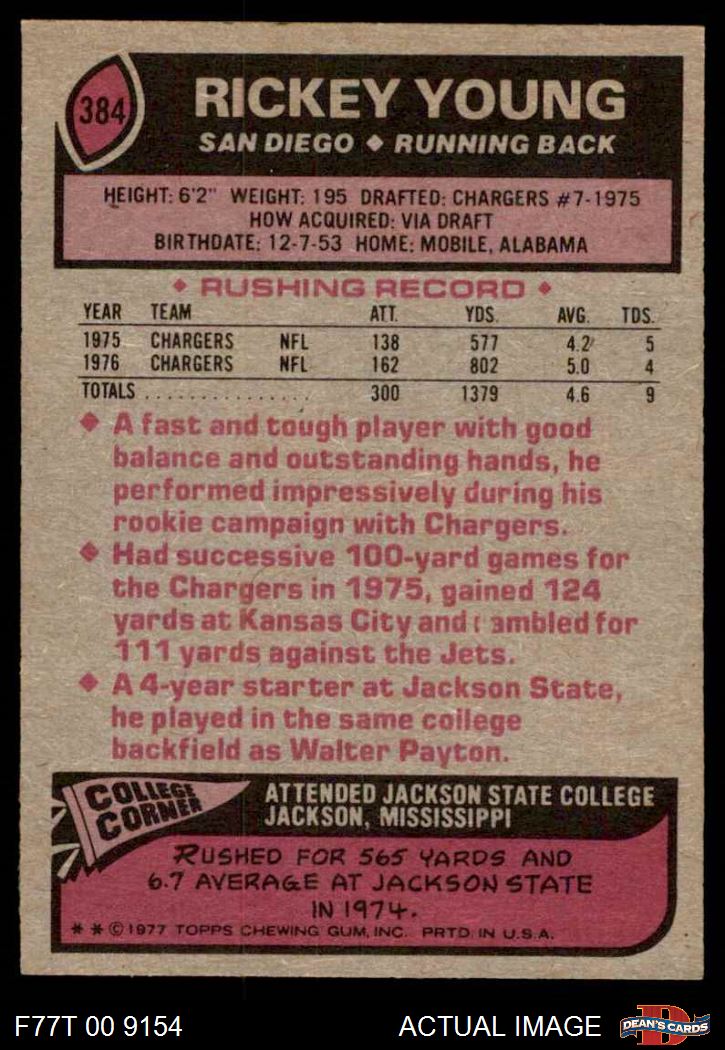 384
RICKEY YOUNG
SAN DIEGO ◆ RUNNING BACK
HEIGHT: 6'2" WEIGHT: 195 DRAFTED: CHARGERS #7-1975
HOW ACQUIRED: VIA DRAFT
BIRTHDATE: 12-7-53 HOME: MOBILE, ALABAMA
◆ RUSHING RECORD ◆
YEAR TEAM ATT. YDS. AVG. TDS.
1975 CHARGERS NFL 138 577 4.2 5
1976 CHARGERS NFL 162 802 5.0 4
TOTALS ............... 300 1379 4.6 9
◆ A fast and tough player with good
balance and outstanding hands, he
performed impressively during his
rookie campaign with Chargers.
◆ Had successive 100-yard games for
the Chargers in 1975, gained 124
yards at Kansas City and ambled for
111 yards against the Jets.
◆ A 4-year starter at Jackson State,
he played in the same college
backfield as Walter Payton.
COLLEGE
CORNER
ATTENDED JACKSON STATE COLLEGE
JACKSON, MISSISSIPPI
RUSHED FOR 565 YARDS AND
6.7 AVERAGE AT JACKSON STATE
IN 1974.
* * © 1977 TOPPS CHEWING GUM, INC. PRTD. IN U.S.A.
F77T 00 9154
ACTUAL IMAGE
D
DEAN'S CARDS